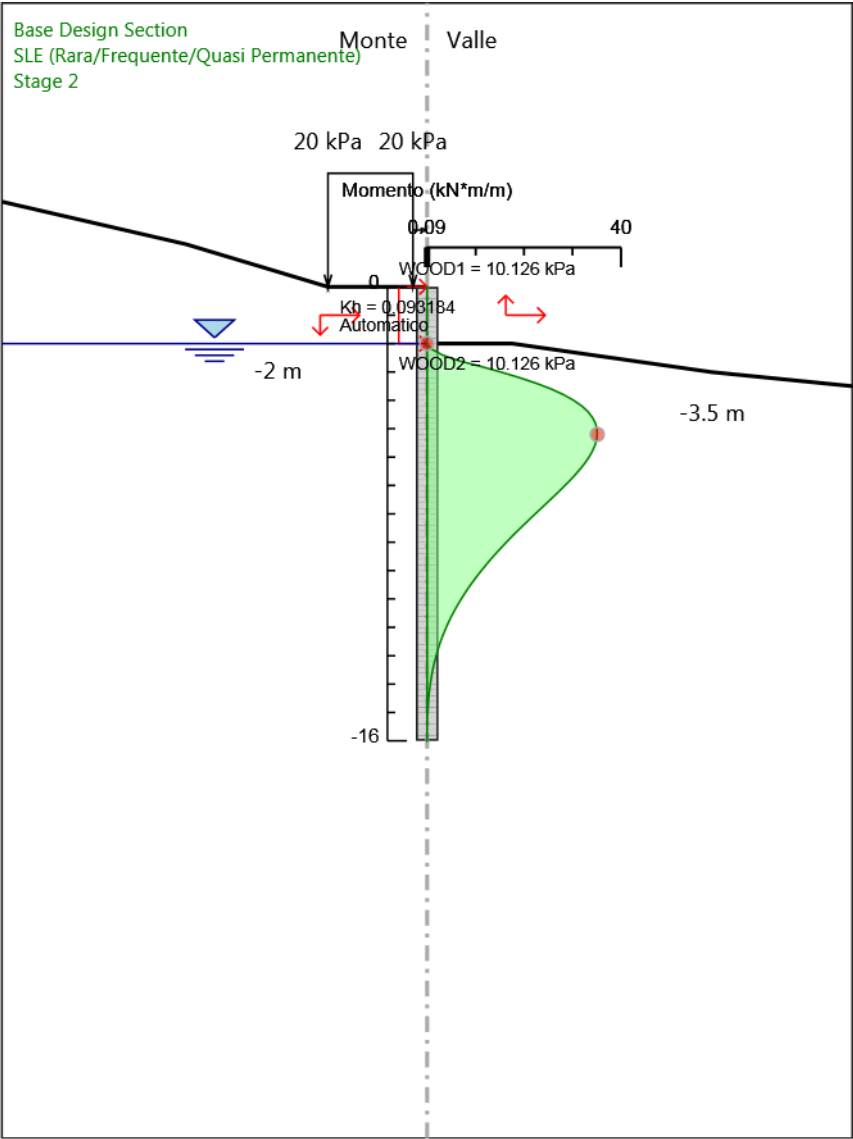 Base Design Section
SLE (Rara/Frequente/Quasi Permanente)
Stage 2
Monte
Valle
20 kPa
20 kPa
Momento (kN*m/m)
0.09
40
WOOD1 = 10.126 kPa
0
Kh = 0.093184
Automatico
WOOD2 = 10.126 kPa
-2 m
-3.5 m
-16